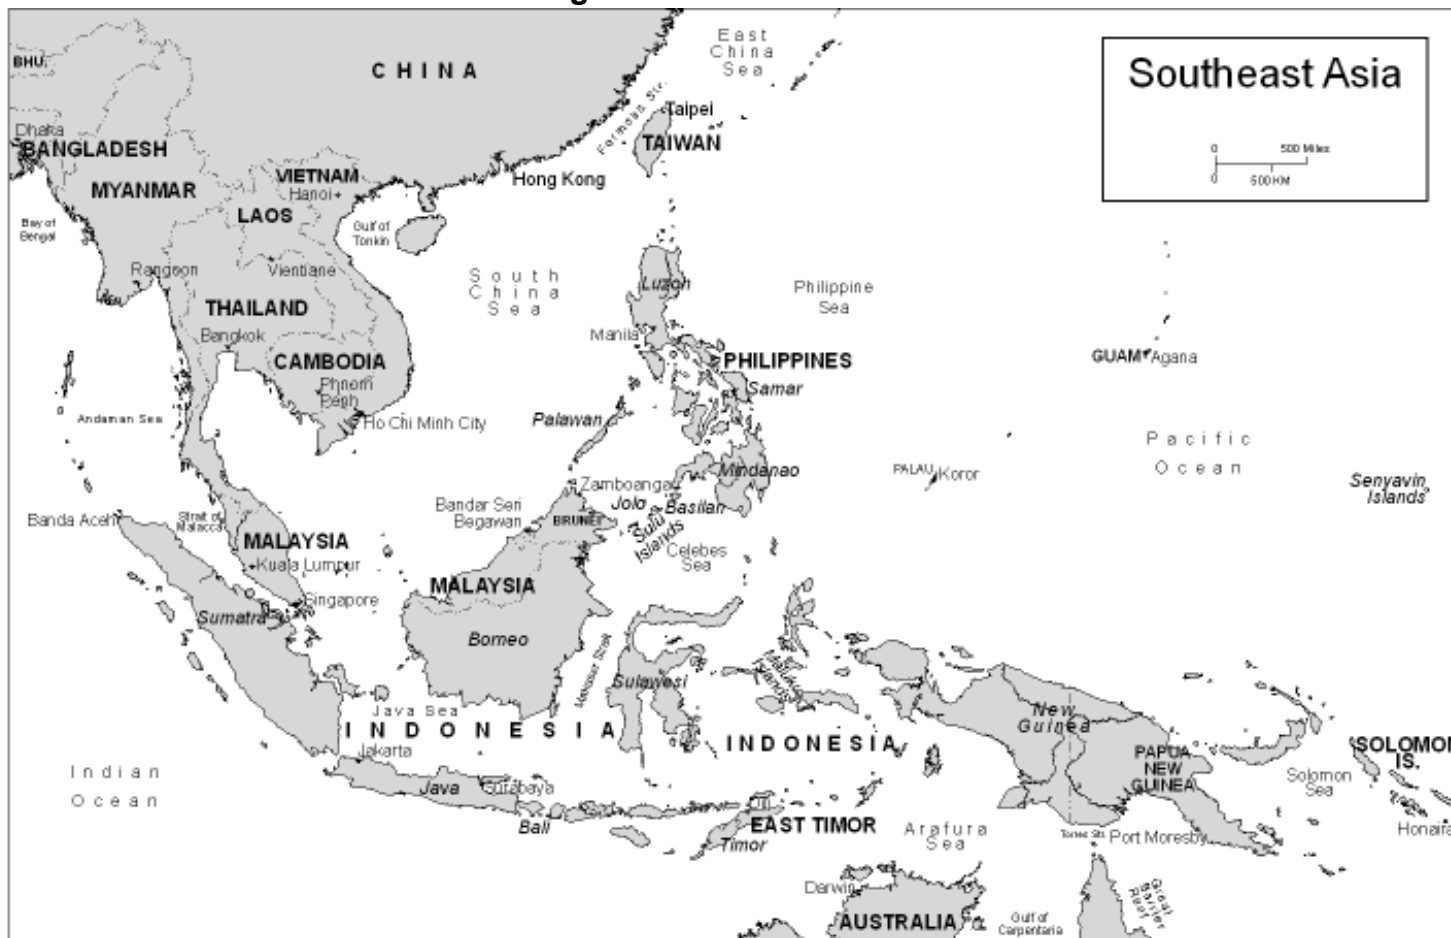 Southeast Asia
0 500 Miles
0 500 KM
East
China
Sea
CHINA
BHU.
Dhaka
BANGLADESH
MYANMAR
VIETNAM
Hanoi
LAOS
Formosan Str.
Taipei
TAIWAN
Hong Kong
Bay of
Bengal
Gulf of
Tonkin
Rangoon
Vientiane
THAILAND
Bangkok
CAMBODIA
Phnom
Penh
Ho Chi Minh City
South
China
Sea
Luzon
Manila
Philippine
Sea
PHILIPPINES
Samar
GUAM
Agana
Andaman Sea
Palawan
Mindanao
PALAU
Koror
Pacific
Ocean
Senyavin
Islands
Banda Aceh
Strait of
Malacca
MALAYSIA
Kuala Lumpur
Singapore
Bandar Seri
Begawan
BRUNEI
Zamboanga
Jolo
Basilan
Sulu
Islands
Celebes
Sea
MALAYSIA
Sumatra
Borneo
Sulawesi
Java Sea
INDONESIA
INDONESIA
New
Guinea
PAPUA
NEW
GUINEA
SOLOMON
IS.
Solomon
Sea
Honiara
Indian
Ocean
Jakarta
Java
Surabaya
Bali
Dili
EAST TIMOR
Timor
Arafura
Sea
Torres Str.
Port Moresby
Darwin
AUSTRALIA
Gulf of
Carpentaria
Great
Barrier
Reef